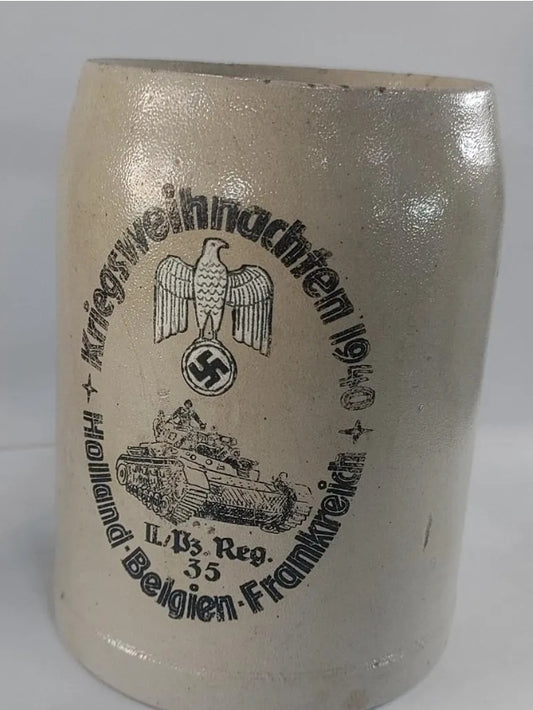 Kriegsweihnachten 1940
II./Pz. Reg.
35
Holland · Belgien · Frankreich